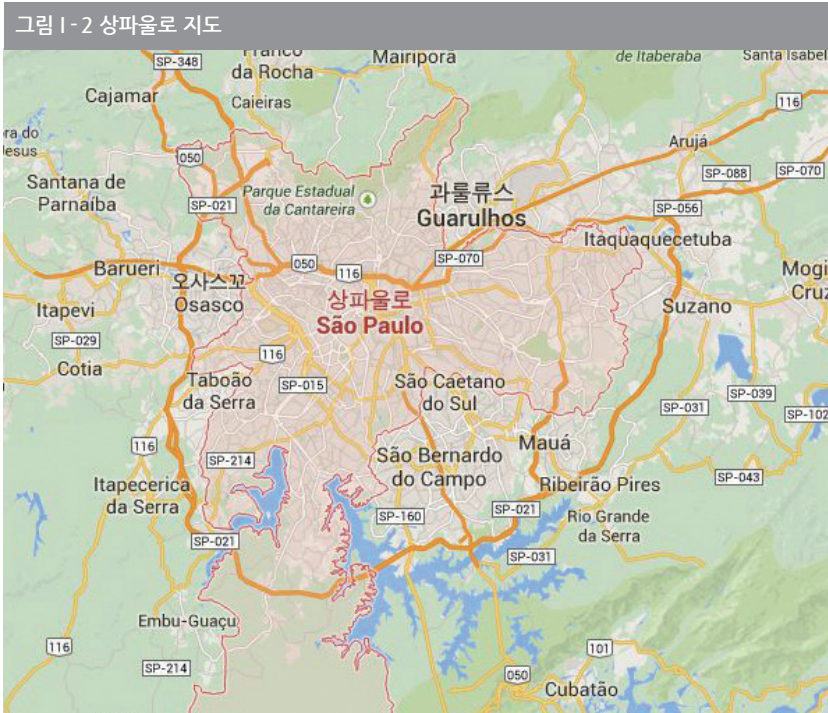 그림 I-2 상파울로 지도
SP-348
Franco
da Rocha
Mairipora
de Itaberaba
Santa Isabel
Cajamar
Caieiras
116
ora do
Jesus
050
Arujá
SP-088
SP-070
Santana de
Parnaíba
SP-021
Parque Estadual
da Cantareira
과룰류스
Guarulhos
SP-056
Itaquaquecetuba
Barueri
오사스꼬
Osasco
050
116
SP-070
Mogi
Cruz
Itapevi
상파울로
São Paulo
Suzano
SP-029
Cotia
116
Taboão
da Serra
SP-015
São Caetano
do Sul
SP-039
SP-031
SP-102
116
SP-214
São Bernardo
do Campo
Mauá
SP-043
Itapecerica
da Serra
Ribeirão Pires
SP-160
SP-021
Rio Grande
da Serra
SP-021
SP-031
Embu-Guaçu
116
SP-214
101
050
Cubatão